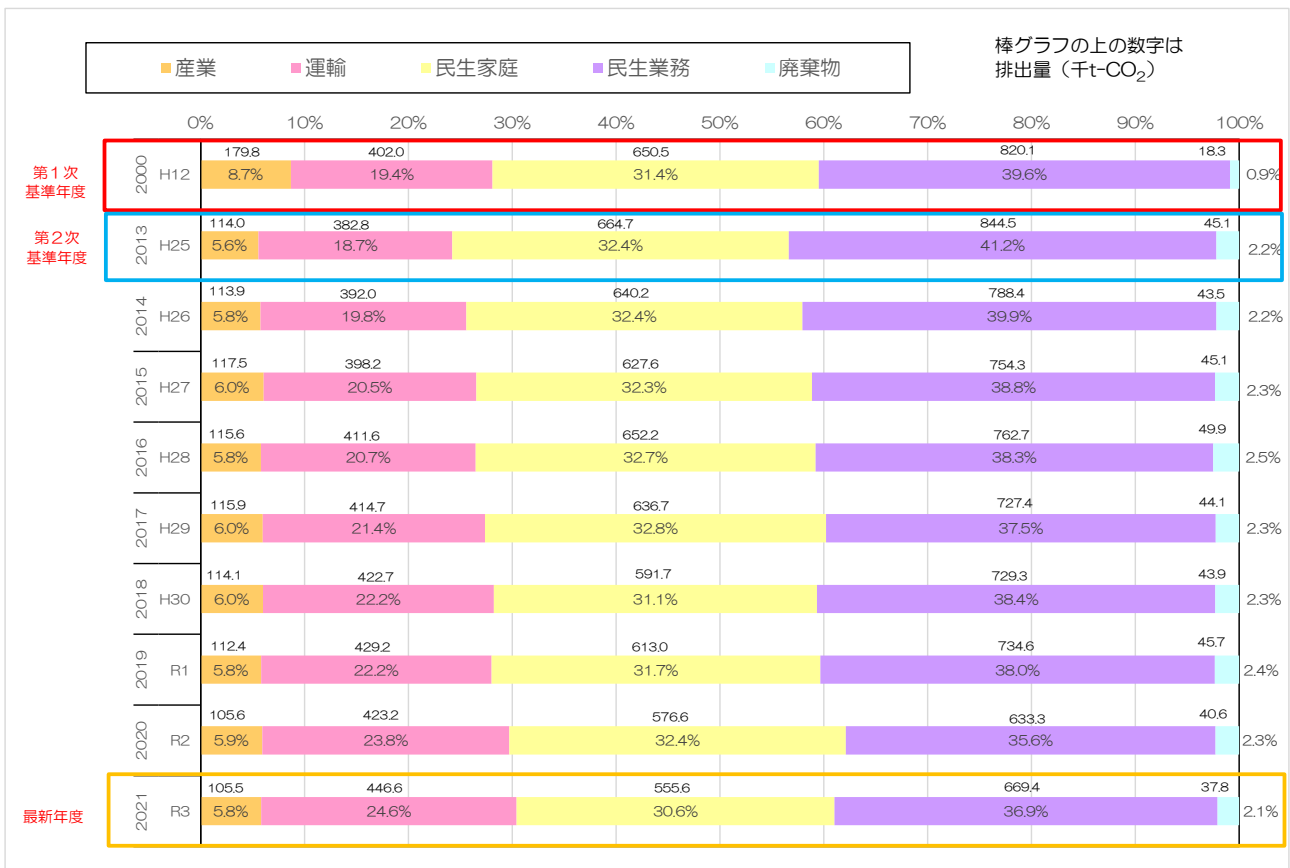 産業 運輸 民生家庭 民生業務 廃棄物
棒グラフの上の数字は
排出量（千t-CO2）
0% 10% 20% 30% 40% 50% 60% 70% 80% 90% 100%
第1次
基準年度
2000 H12
179.8 402.0 650.5 820.1 18.3
8.7% 19.4% 31.4% 39.6% 0.9%
第2次
基準年度
2013 H25
114.0 382.8 664.7 844.5 45.1
5.6% 18.7% 32.4% 41.2% 2.2%
2014 H26
113.9 392.0 640.2 788.4 43.5
5.8% 19.8% 32.4% 39.9% 2.2%
2015 H27
117.5 398.2 627.6 754.3 45.1
6.0% 20.5% 32.3% 38.8% 2.3%
2016 H28
115.6 411.6 652.2 762.7 49.9
5.8% 20.7% 32.7% 38.3% 2.5%
2017 H29
115.9 414.7 636.7 727.4 44.1
6.0% 21.4% 32.8% 37.5% 2.3%
2018 H30
114.1 422.7 591.7 729.3 43.9
6.0% 22.2% 31.1% 38.4% 2.3%
2019 R1
112.4 429.2 613.0 734.6 45.7
5.8% 22.2% 31.7% 38.0% 2.4%
2020 R2
105.6 423.2 576.6 633.3 40.6
5.9% 23.8% 32.4% 35.6% 2.3%
最新年度
2021 R3
105.5 446.6 555.6 669.4 37.8
5.8% 24.6% 30.6% 36.9% 2.1%